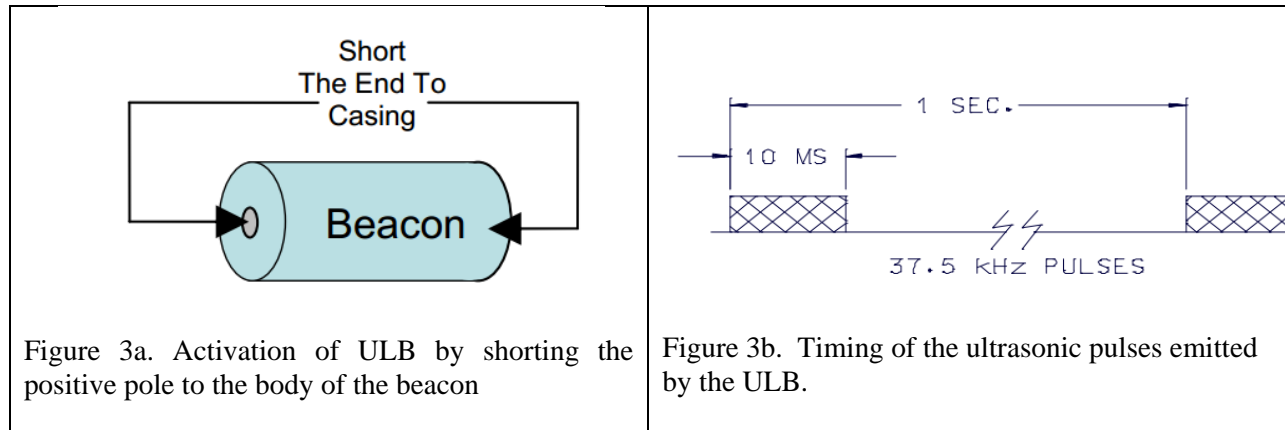 Short
The End To
Casing
Beacon
Figure 3a. Activation of ULB by shorting the
positive pole to the body of the beacon
1 SEC.
10 MS
37.5 kHz PULSES
Figure 3b. Timing of the ultrasonic pulses emitted
by the ULB.